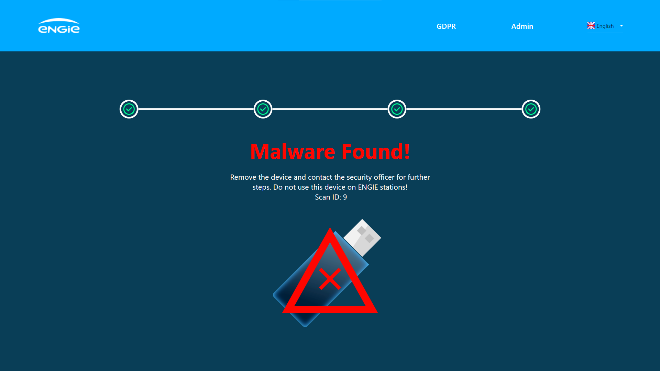 ENGIE
GDPR
Admin
English
Malware Found!
Remove the device and contact the security officer for further
steps. Do not use this device on ENGIE stations!
Scan ID: 9